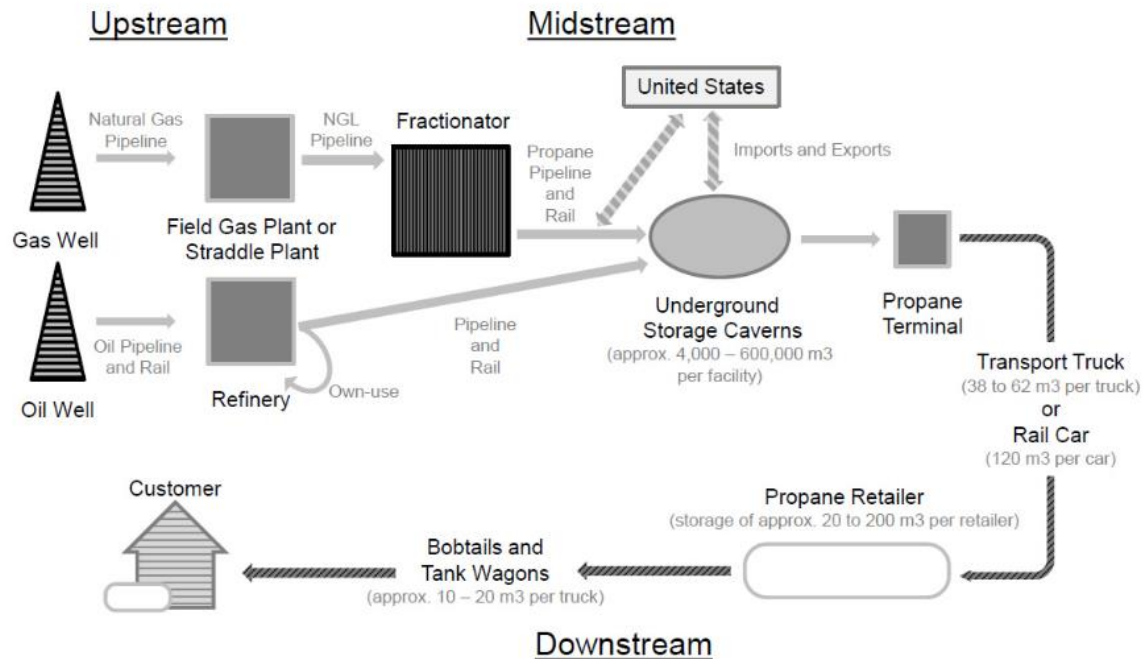 Upstream
Midstream
United States
Natural Gas
Pipeline
NGL
Pipeline
Fractionator
Propane
Pipeline
and
Rail
Imports and Exports
Gas Well
Field Gas Plant or
Straddle Plant
Oil Pipeline
and Rail
Oil Well
Refinery
Own-use
Pipeline
and
Rail
Underground
Storage Caverns
(approx. 4,000 – 600,000 m3
per facility)
Propane
Terminal
Transport Truck
(38 to 62 m3 per truck)
or
Rail Car
(120 m3 per car)
Customer
Propane Retailer
(storage of approx. 20 to 200 m3 per retailer)
Bobtails and
Tank Wagons
(approx. 10 – 20 m3 per truck)
Downstream